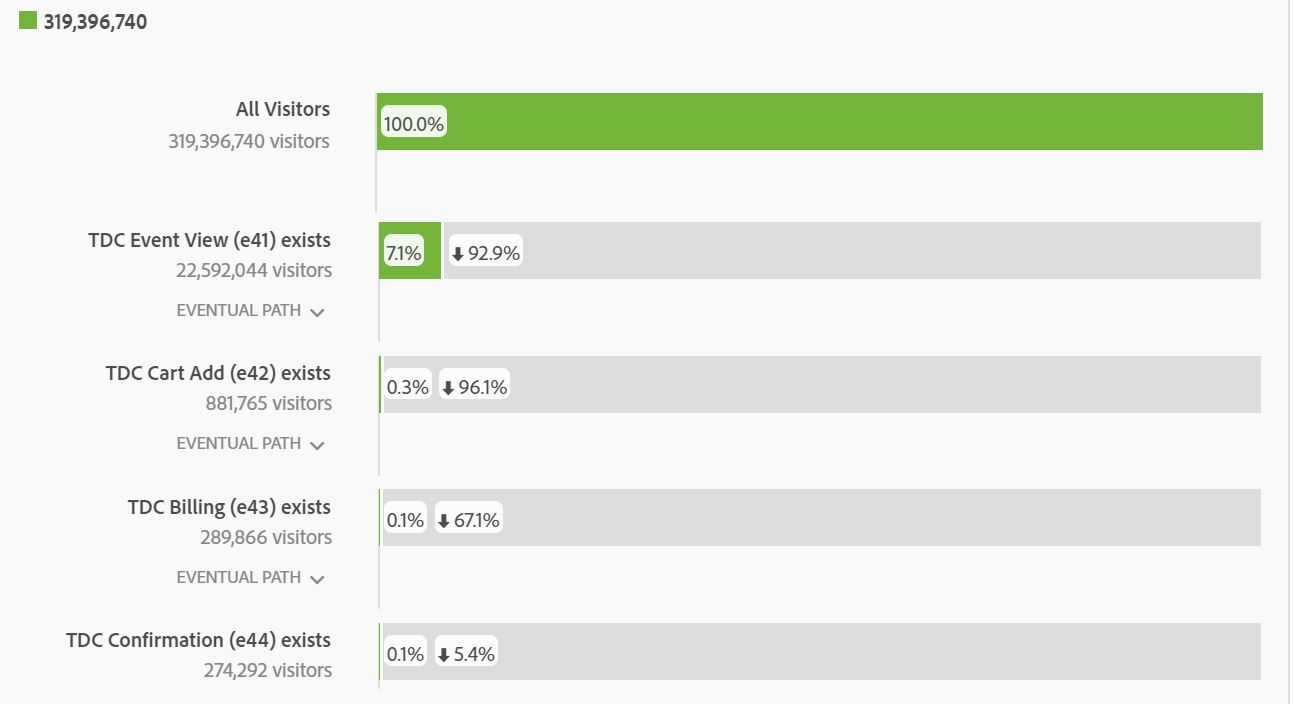 319,396,740
All Visitors
319,396,740 visitors
100.0%
TDC Event View (e41) exists
22,592,044 visitors
EVENTUAL PATH
7.1% 92.9%
TDC Cart Add (e42) exists
881,765 visitors
EVENTUAL PATH
0.3% 96.1%
TDC Billing (e43) exists
289,866 visitors
EVENTUAL PATH
0.1% 67.1%
TDC Confirmation (e44) exists
274,292 visitors
0.1% 5.4%